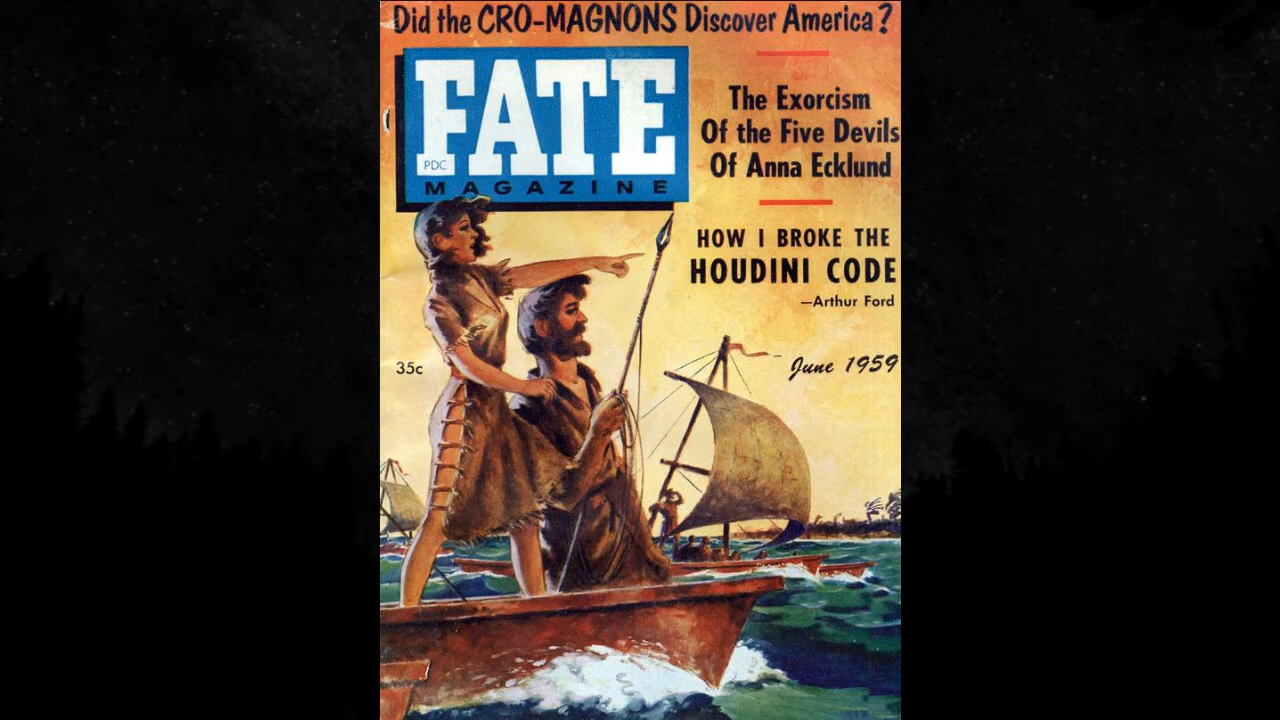 Did the CRO-MAGNONS Discover America?
FATE
PDC
MAGAZINE
The Exorcism
Of the Five Devils
Of Anna Ecklund
HOW I BROKE THE
HOUDINI CODE
—Arthur Ford
35c
June 1959